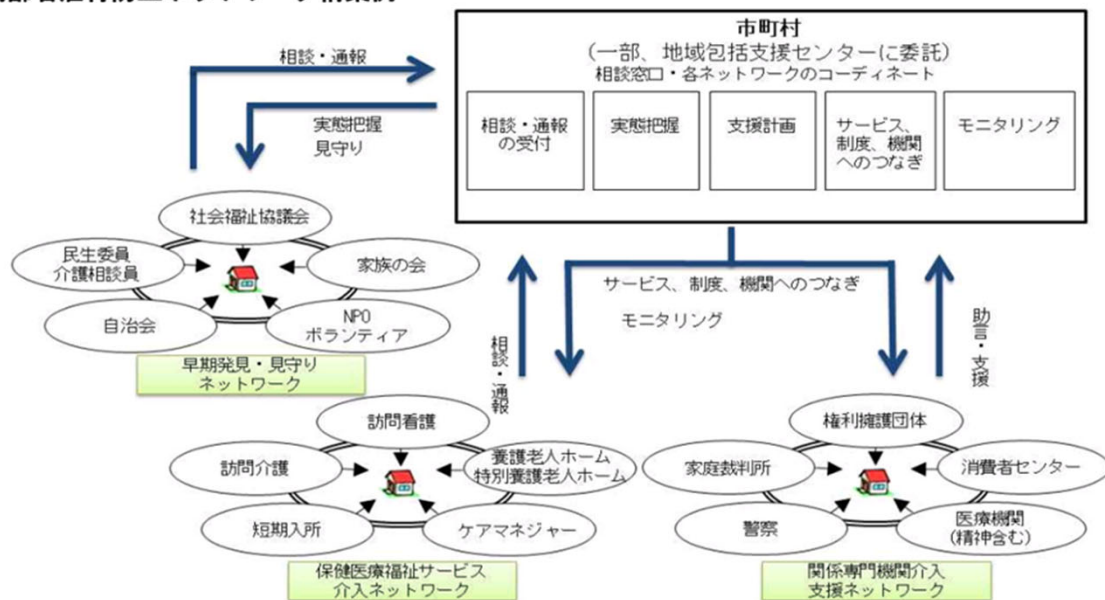 市町村
(一部、地域包括支援センターに委託)
相談窓口・各ネットワークのコーディネート
相談・通報
の受付
実態把握
支援計画
サービス、
制度、機関
へのつなぎ
モニタリング
相談・通報
実態把握
見守り
社会福祉協議会
民生委員
介護相談員
家族の会
自治会
NPO
ボランティア
早期発見・見守り
ネットワーク
サービス、制度、機関へのつなぎ
モニタリング
相談・通報
助言・支援
訪問看護
訪問介護
養護老人ホーム
特別養護老人ホーム
短期入所
ケアマネジャー
保健医療福祉サービス
介入ネットワーク
権利擁護団体
家庭裁判所
消費者センター
警察
医療機関
(精神含む)
関係専門機関介入
支援ネットワーク